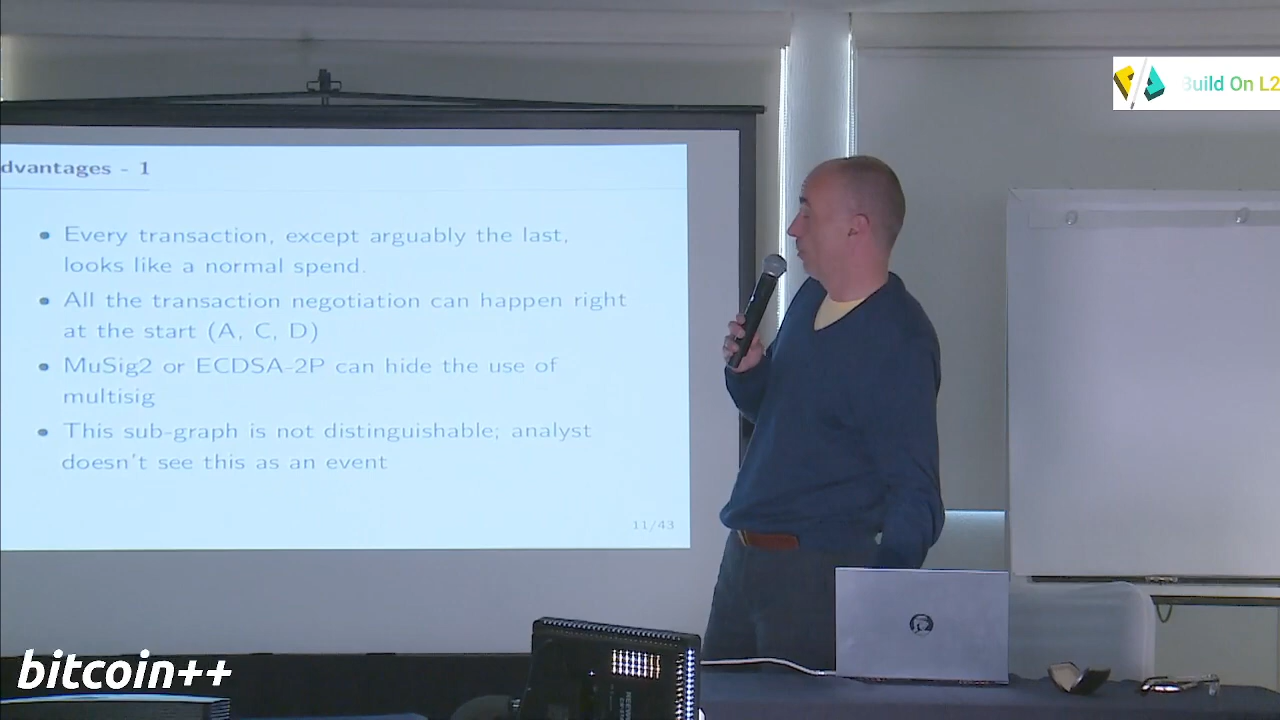 Build On L2
dvantages - 1
• Every transaction, except arguably the last,
looks like a normal spend.
• All the transaction negotiation can happen right
at the start (A, C, D)
• MuSig2 or ECDSA-2P can hide the use of
multisig
• This sub-graph is not distinguishable; analyst
doesn't see this as an event
11/43
bitcoin++